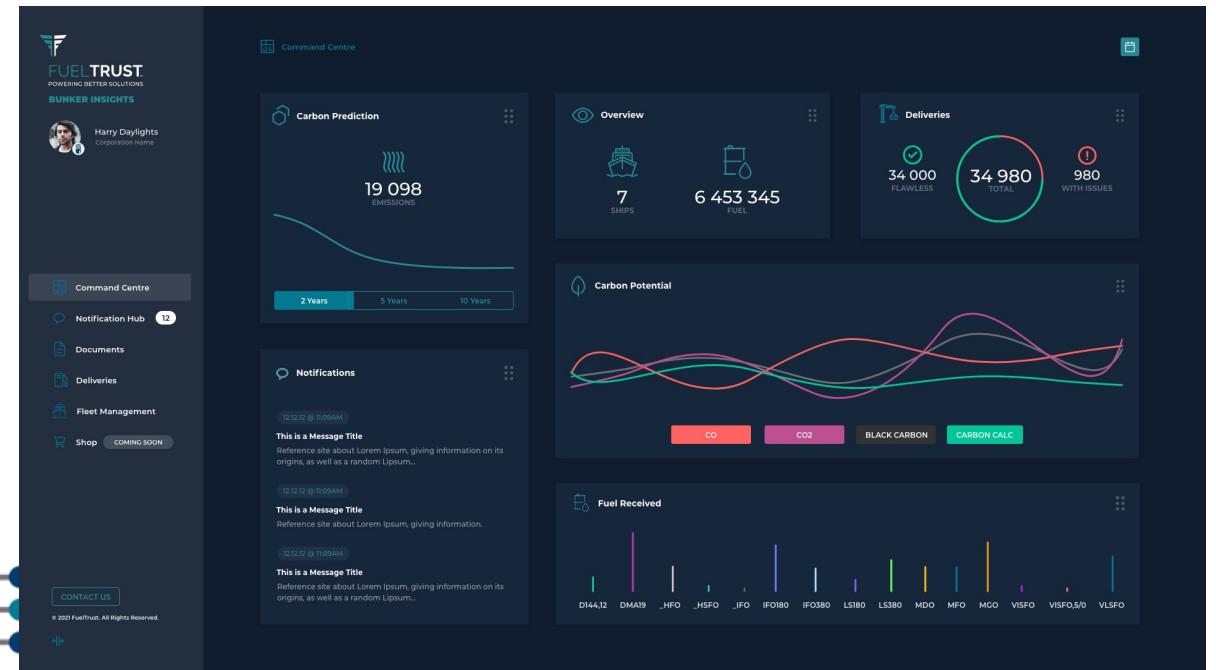 FUELTRUST
POWERING BETTER SOLUTIONS
BUNKER INSIGHTS
Harry Daylights
Corporation Name
Command Centre
Notification Hub 12
Documents
Deliveries
Fleet Management
Shop COMING SOON
CONTACT US
© 2021 FuelTrust. All Rights Reserved.
Command Centre
Carbon Prediction
19 098
EMISSIONS
2 Years 5 Years 10 Years
Overview
7
SHIPS
6 453 345
FUEL
Deliveries
34 000
FLAWLESS
34 980
TOTAL
980
WITH ISSUES
Carbon Potential
CO CO2 BLACK CARBON CARBON CALC
Notifications
12.12.12 @ 11:09AM
This is a Message Title
Reference site about Lorem Ipsum, giving information on its
origins, as well as a random Lipsum...
12.12.12 @ 11:09AM
This is a Message Title
Reference site about Lorem Ipsum, giving information.
12.12.12 @ 11:09AM
This is a Message Title
Reference site about Lorem Ipsum, giving information on its
origins, as well as a random Lipsum...
Fuel Received
D144,12 DMA19 _HFO _HSFO _IFO IFO180 IFO380 LS180 LS380 MDO MFO MGO VISFO VISFO,5/0 VLSFO